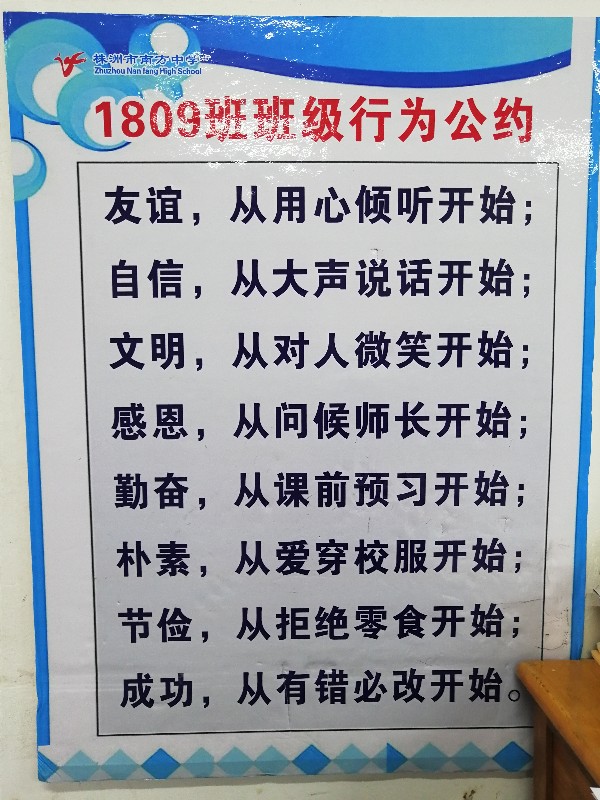 株洲市南方中学
Zhuzhou Nan fang High School
1809班班级行为公约
友谊，从用心倾听开始；
自信，从大声说话开始；
文明，从对人微笑开始；
感恩，从问候师长开始；
勤奋，从课前预习开始；
朴素，从爱穿校服开始；
节俭，从拒绝零食开始；
成功，从有错必改开始。